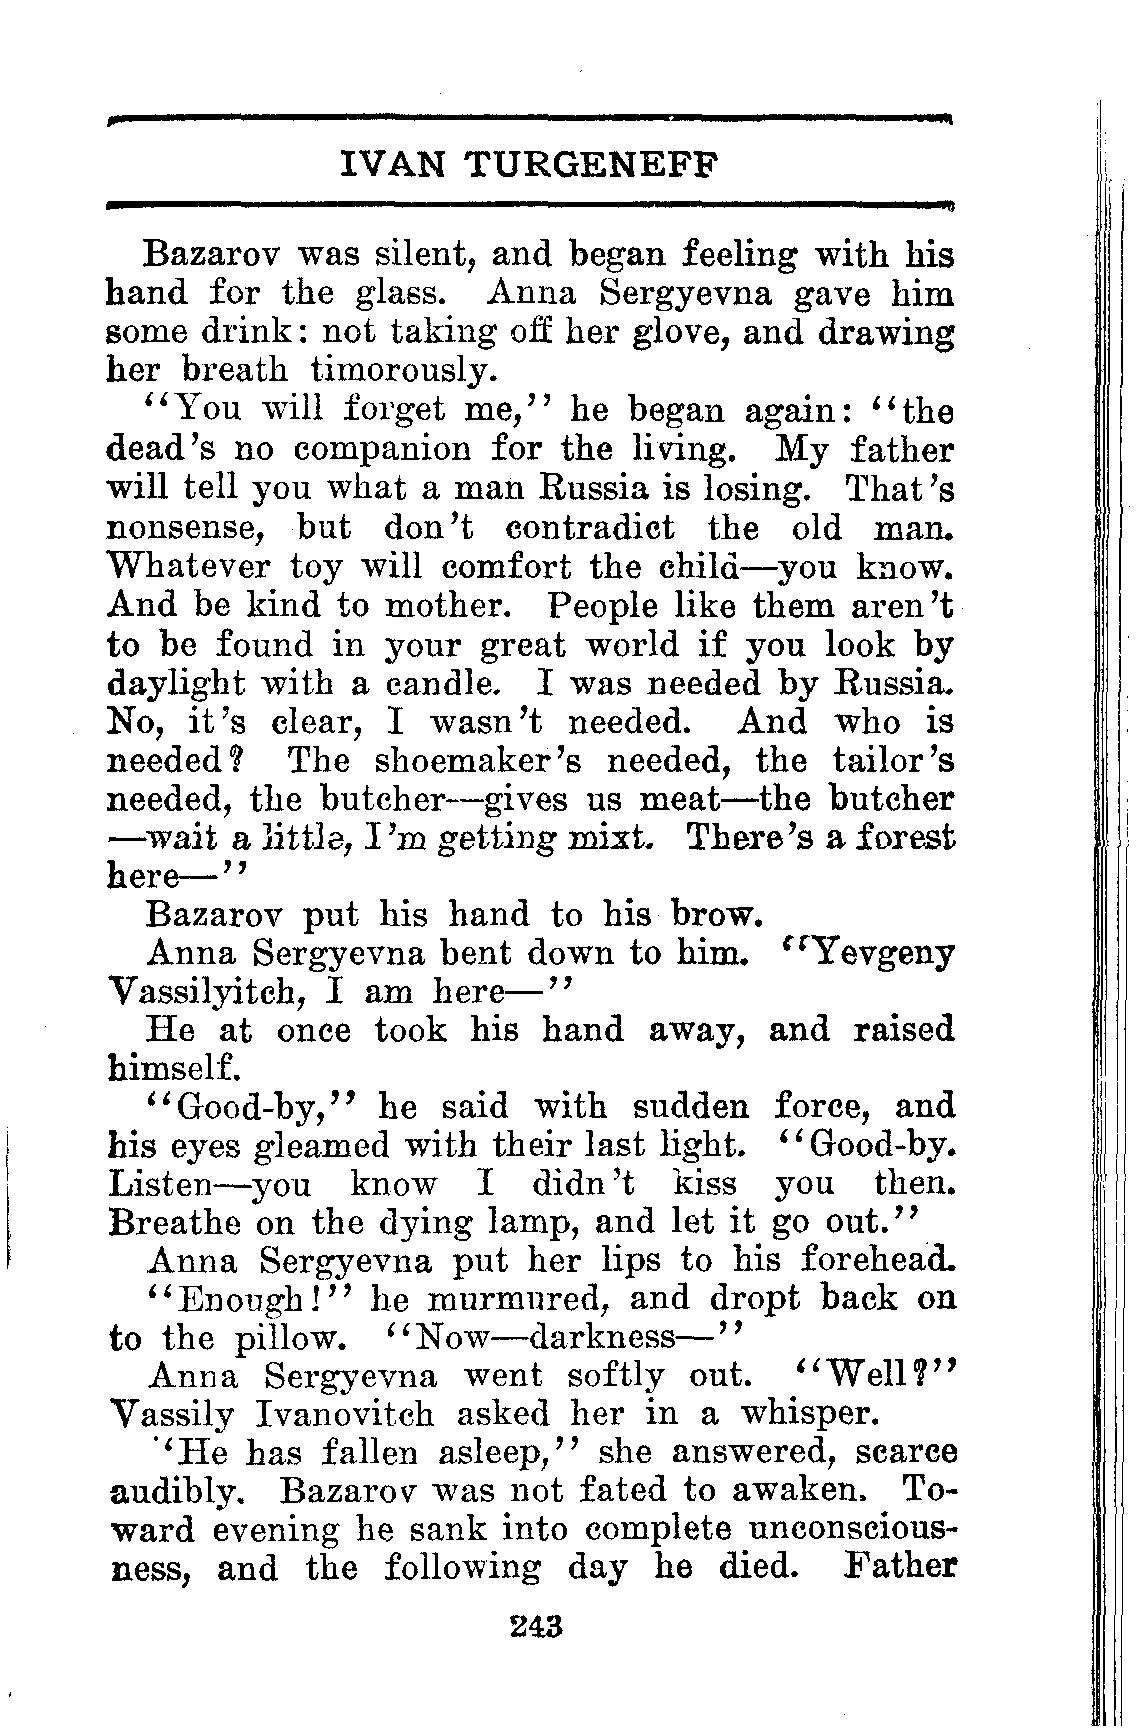 IVAN TURGENEFF
Bazarov was silent, and began feeling with his
hand for the glass. Anna Sergyevna gave him
some drink: not taking off her glove, and drawing
her breath timorously.
"You will forget me," he began again: "the
dead's no companion for the living. My father
will tell you what a man Russia is losing. That's
nonsense, but don't contradict the old man.
Whatever toy will comfort the child—you know.
And be kind to mother. People like them aren't
to be found in your great world if you look by
daylight with a candle. I was needed by Russia.
No, it's clear, I wasn't needed. And who is
needed? The shoemaker's needed, the tailor's
needed, the butcher—gives us meat—the butcher
—wait a little, I'm getting mixt. There's a forest
here—"
Bazarov put his hand to his brow.
Anna Sergyevna bent down to him. "Yevgeny
Vassilyitch, I am here—"
He at once took his hand away, and raised
himself.
"Good-by," he said with sudden force, and
his eyes gleamed with their last light. "Good-by.
Listen—you know I didn't kiss you then.
Breathe on the dying lamp, and let it go out."
Anna Sergyevna put her lips to his forehead.
"Enough!" he murmured, and dropt back on
to the pillow. "Now—darkness—"
Anna Sergyevna went softly out. "Well?"
Vassily Ivanovitch asked her in a whisper.
"He has fallen asleep," she answered, scarce
audibly. Bazarov was not fated to awaken. To-
ward evening he sank into complete unconscious-
ness, and the following day he died. Father
243